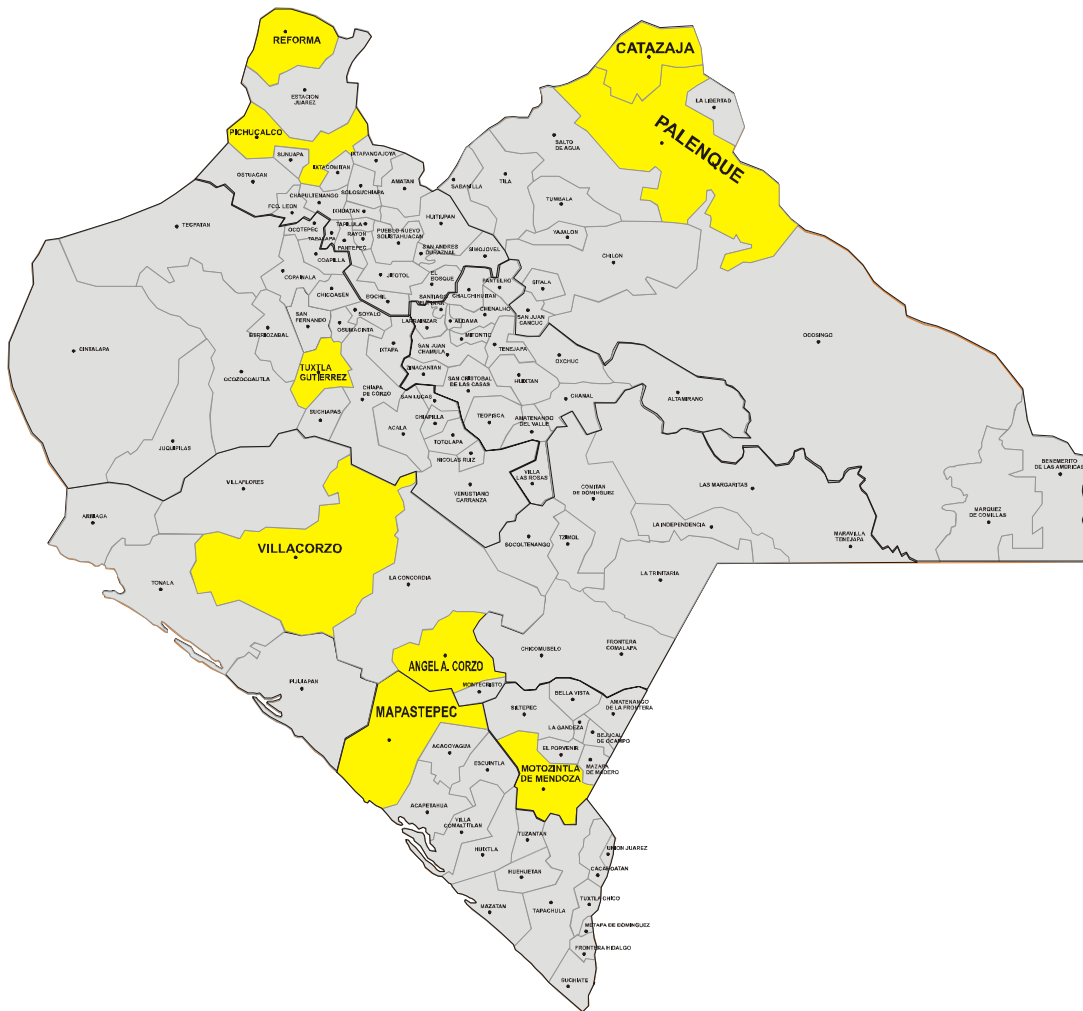 REFORMA
CATAZAJA
ESTACION
JUAREZ
LA LIBERTAD
PICHUCALCO
PALENQUE
SALTO
DE AGUA
SUNUAPA
IXTACOMITAN
IXTAPANGAJOYA
OSTUACAN
SOLOSUCHIAPA
AMATAN
SABANILLA
TILA
CHAPULTENANGO
TUMBALA
FCO. LEON
IXHUATAN
TECPATAN
OCOTEPEC
TAPILULA
PUEBLO NUEVO
SOLISTAHUACAN
HUITIUPAN
TAPALAPA
RAYON
PANTEPEC
YAJALON
SAN ANDRES
DURAZNAL
SIMOJOVEL
COAPILLA
CHILON
COPAINALA
JITOTOL
EL
BOSQUE
PANTELHO
SITALA
CHICOASEN
BOCHIL
SANTIAGO
CHALCHIHUITAN
SAN
FERNANDO
SOYALO
CHENALHO
SAN JUAN
CANCUC
OSUMACINTA
LARRAINZAR
ALDAMA
BERRIOZABAL
MITONTIC
OCOSINGO
CINTALAPA
IXTAPA
SAN JUAN
CHAMULA
TENEJAPA
OXCHUC
OCOZOCOAUTLA
TUXTLA
GUTIERREZ
ZINACANTAN
SAN CRISTOBAL
DE LAS CASAS
HUIXTAN
CHIAPA
DE CORZO
SAN LUCAS
CHANAL
ALTAMIRANO
SUCHIAPAS
CHIAPILLA
TEOPISCA
AMATENANGO
DEL VALLE
ACALA
TOTOLAPA
JUQUIPILAS
NICOLAS RUIZ
VILLAFLORES
VENUSTIANO
CARRANZA
VILLA
LAS ROSAS
COMITAN
DE DOMINGUEZ
LAS MARGARITAS
BENEMERITO
DE LAS AMERICAS
ARRIAGA
MARQUEZ
DE COMILLAS
LA INDEPENDENCIA
MARAVILLA
TENEJAPA
VILLACORZO
SOCOLTENANGO
TZIMOL
TONALA
LA CONCORDIA
LA TRINITARIA
CHICOMUSELO
FRONTERA
COMALAPA
ANGEL A. CORZO
PIJIJIAPAN
MONTECRISTO
BELLA VISTA
AMATENANGO
DE LA FRONTERA
MAPASTEPEC
SILTEPEC
LA GANDEZA
BEJUCAL
DE OCAMPO
ACACOYAGUA
EL PORVENIR
ESCUINTLA
MOTOZINTLA
DE MENDOZA
MAZAPA
DE MADERO
ACAPETAHUA
VILLA
COMALTITLAN
TUZANTAN
HUIXTLA
UNION JUAREZ
CACAHOATAN
HUEHUETAN
TUXTLA CHICO
MAZATAN
TAPACHULA
METAPA DE DOMINGUEZ
FRONTERA HIDALGO
SUCHIATE